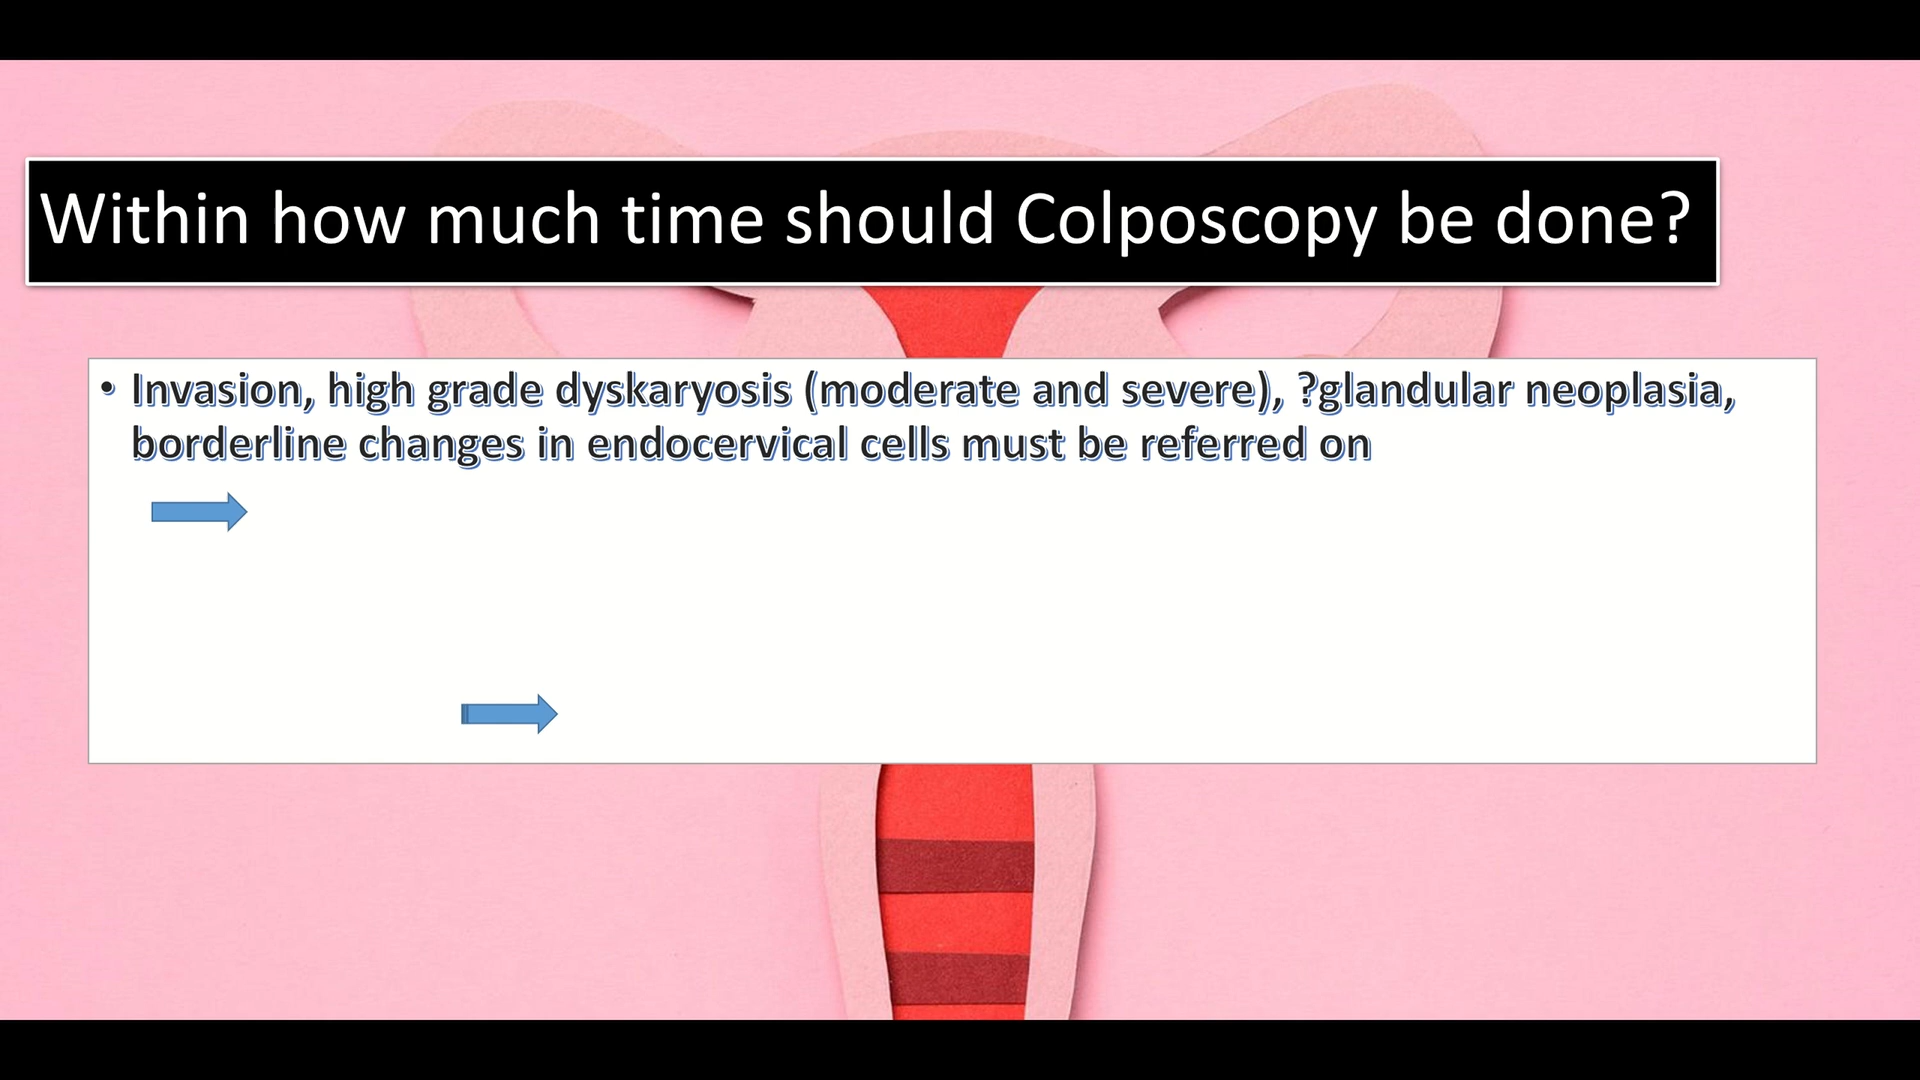 Within how much time should Colposcopy be done?
• Invasion, high grade dyskaryosis (moderate and severe), ?glandular neoplasia,
borderline changes in endocervical cells must be referred on